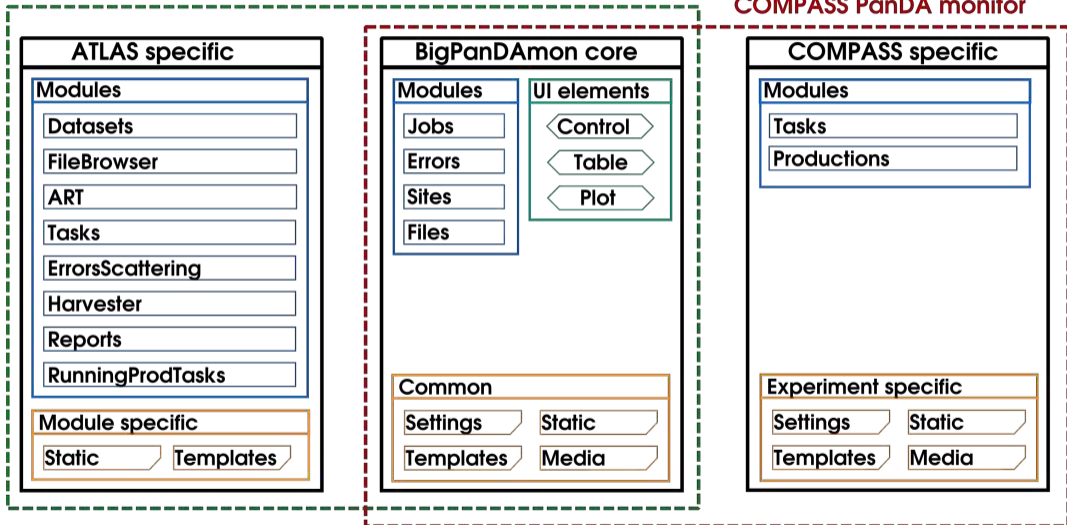 COMPASS PanDA monitor
ATLAS specific
Modules
Datasets
FileBrowser
ART
Tasks
ErrorsScattering
Harvester
Reports
RunningProdTasks
Module specific
Static
Templates
BigPanDAmon core
Modules
Jobs
Errors
Sites
Files
UI elements
Control
Table
Plot
Common
Settings
Static
Templates
Media
COMPASS specific
Modules
Tasks
Productions
Experiment specific
Settings
Static
Templates
Media